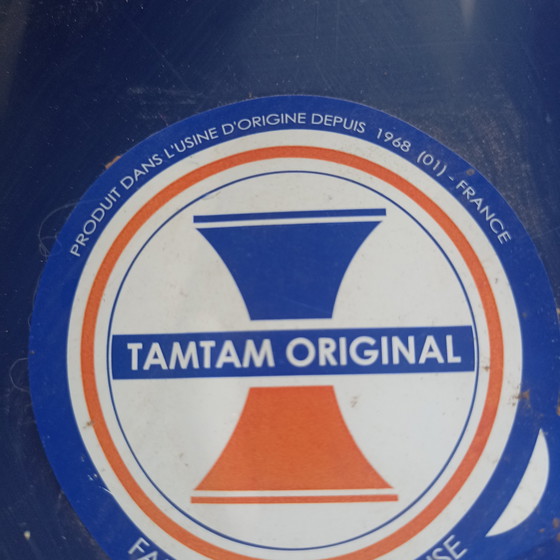 PRODUIT DANS L'USINE D'ORIGINE DEPUIS 1968 (01) - FRANCE
TAMTAM ORIGINAL